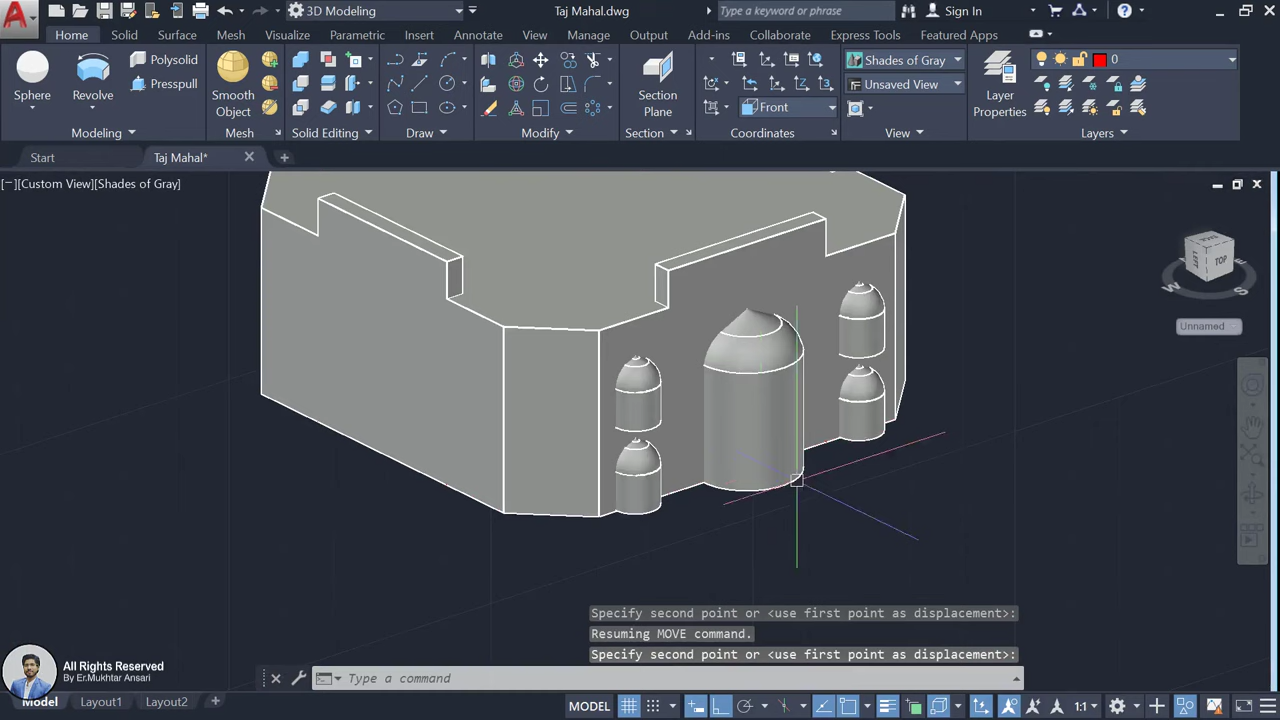 A
3D Modeling
Taj Mahal.dwg
Type a keyword or phrase
Sign In
Home Solid Surface Mesh Visualize Parametric Insert Annotate View Manage Output Add-ins Collaborate Express Tools Featured Apps
Sphere
Revolve
Polysolid
Presspull
Smooth
Object
Section
Plane
Front
Shades of Gray
Unsaved View
Layer
Properties
0
Modeling Mesh Solid Editing Draw Modify Section Coordinates View Layers
Start Taj Mahal*
[−][Custom View][Shades of Gray]
LEFT
TOP
W
S
E
Unnamed
Specify second point or <use first point as displacement>:
Resuming MOVE command.
Specify second point or <use first point as displacement>:
Type a command
All Rights Reserved
By Er.Mukhtar Ansari
Model Layout1 Layout2
MODEL
1:1